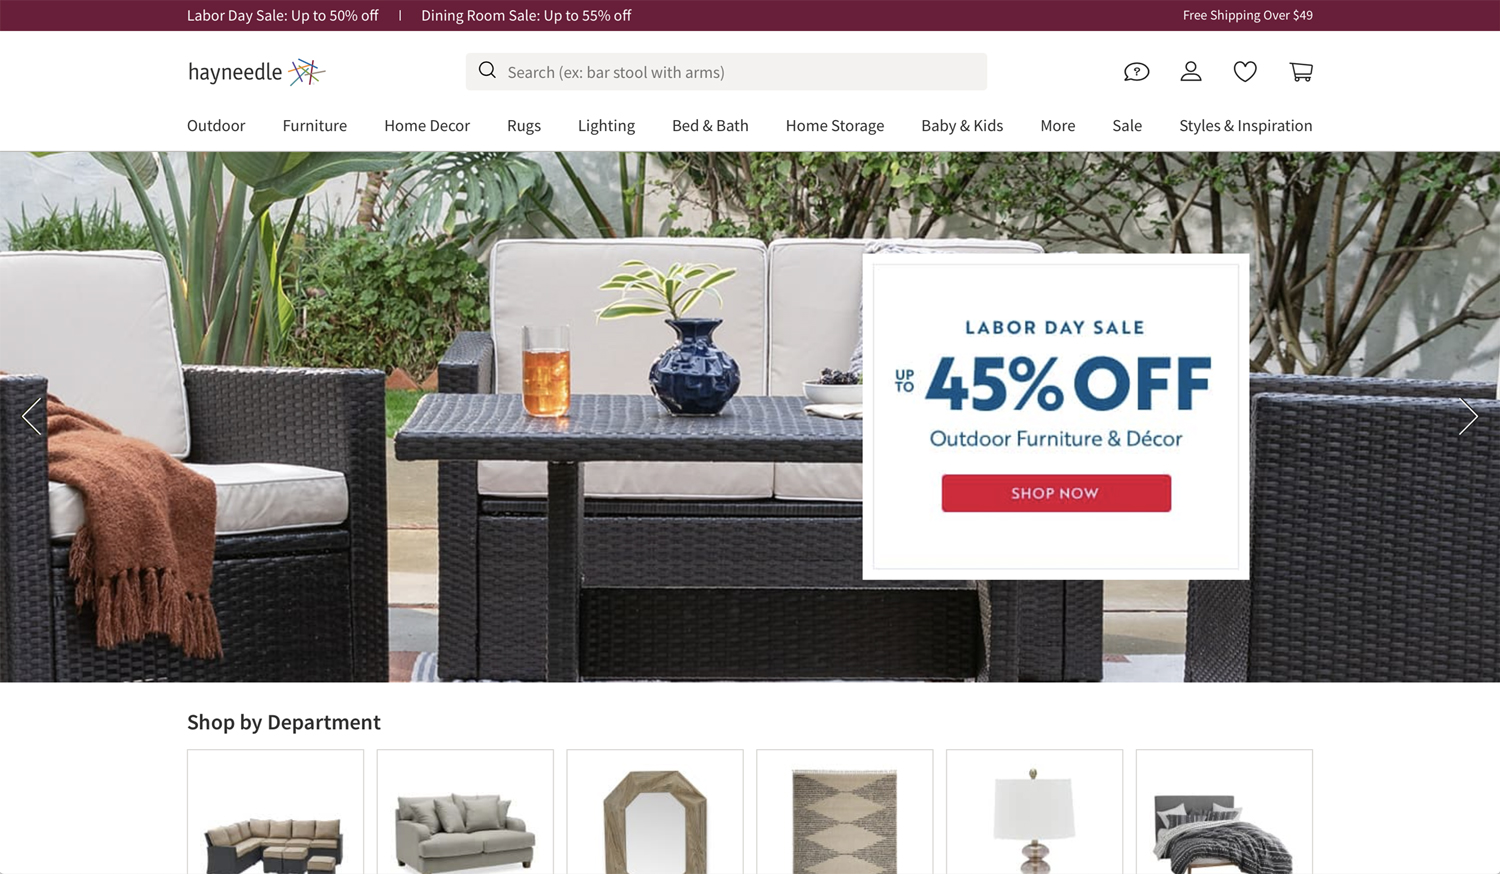 Labor Day Sale: Up to 50% off | Dining Room Sale: Up to 55% off Free Shipping Over $49
hayneedle Search (ex: bar stool with arms) ?
Outdoor Furniture Home Decor Rugs Lighting Bed & Bath Home Storage Baby & Kids More Sale Styles & Inspiration
LABOR DAY SALE
UP TO 45% OFF
Outdoor Furniture & Décor
SHOP NOW
Shop by Department